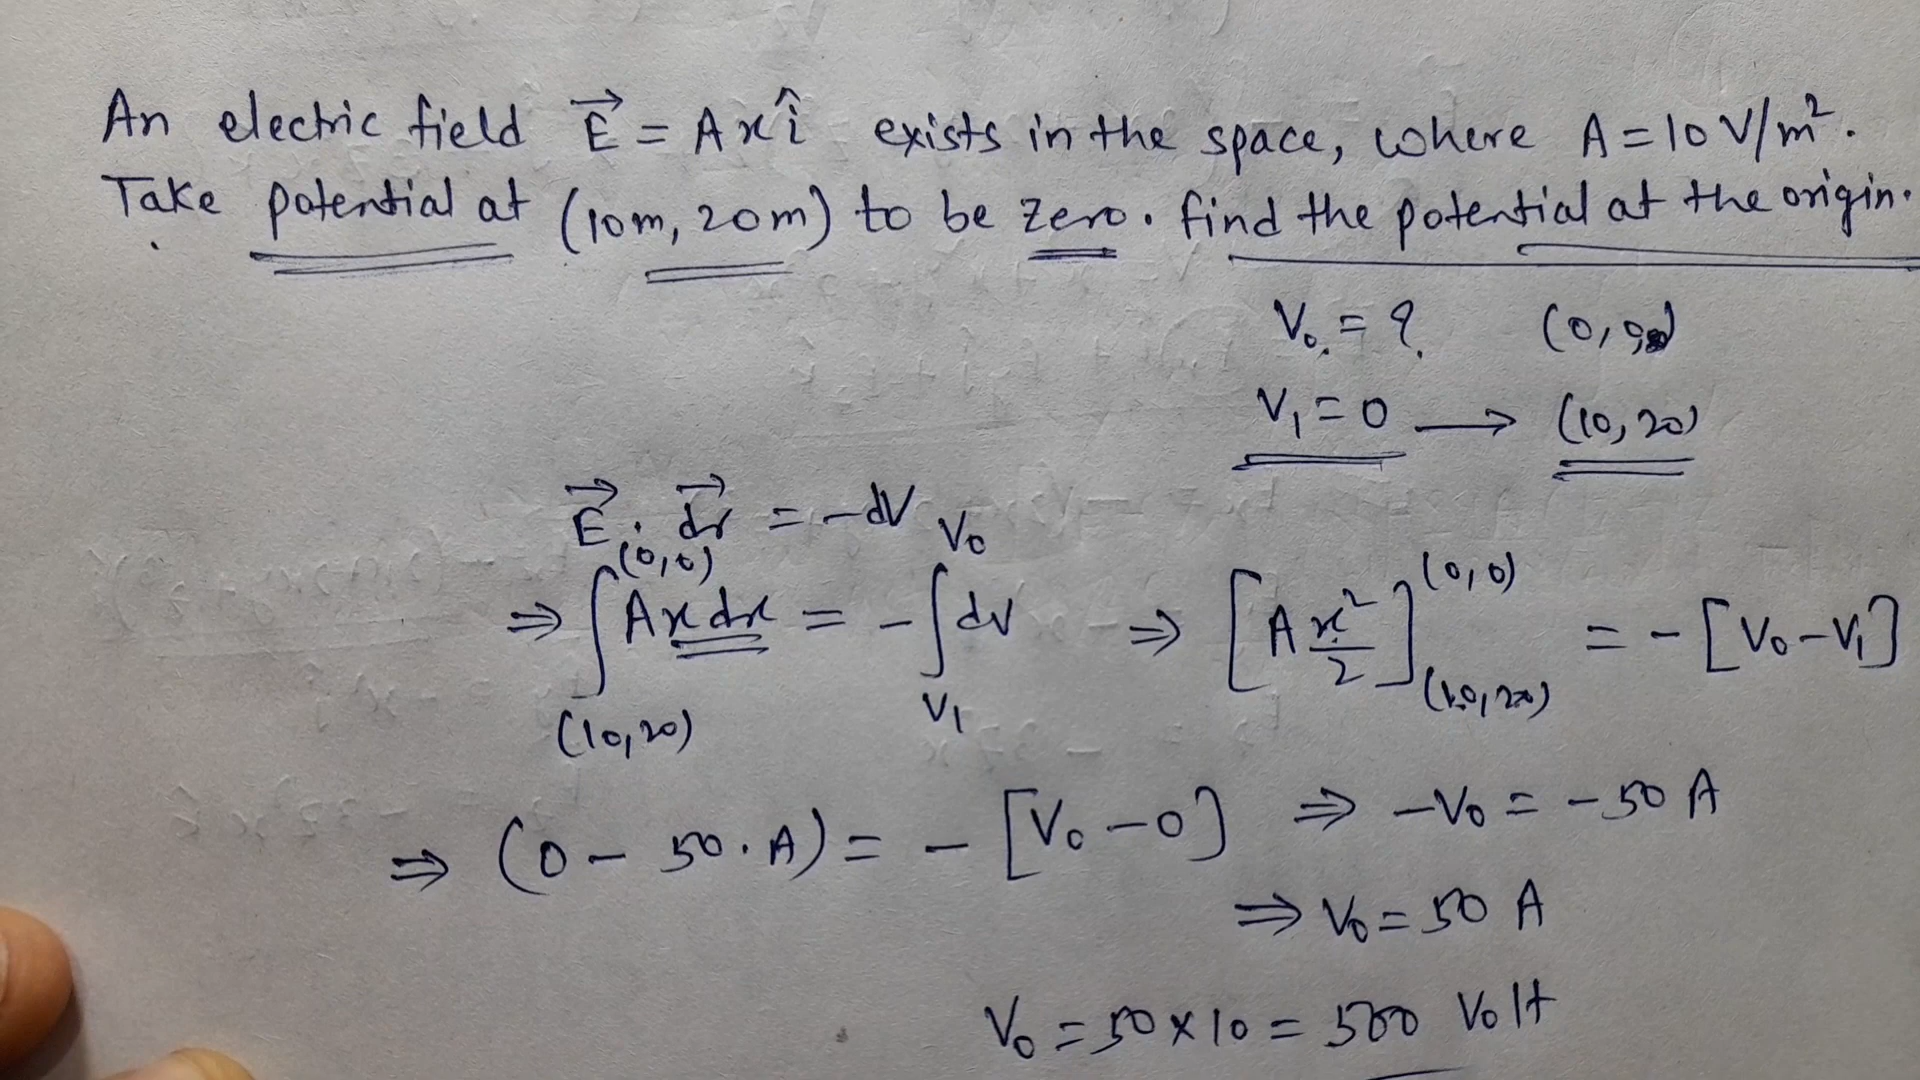 An electric field E⃗ = A x î exists in the space, where A = 10 V/m².
Take potential at (10m, 20m) to be zero. find the potential at the origin.
V₀ = ? (0, 0)
V₁ = 0 ⟶ (10, 20)
E⃗ . dr⃗ = -dV
⇒ ∫_(10,20)^(0,0) A x dx = - ∫_V₁^V₀ dv ⇒ [A x²/2]_(10,20)^(0,0) = - [V₀ - V₁]
⇒ (0 - 50 . A) = - [V₀ - 0] ⇒ -V₀ = - 50 A
⇒ V₀ = 50 A
V₀ = 50 × 10 = 500 Volt